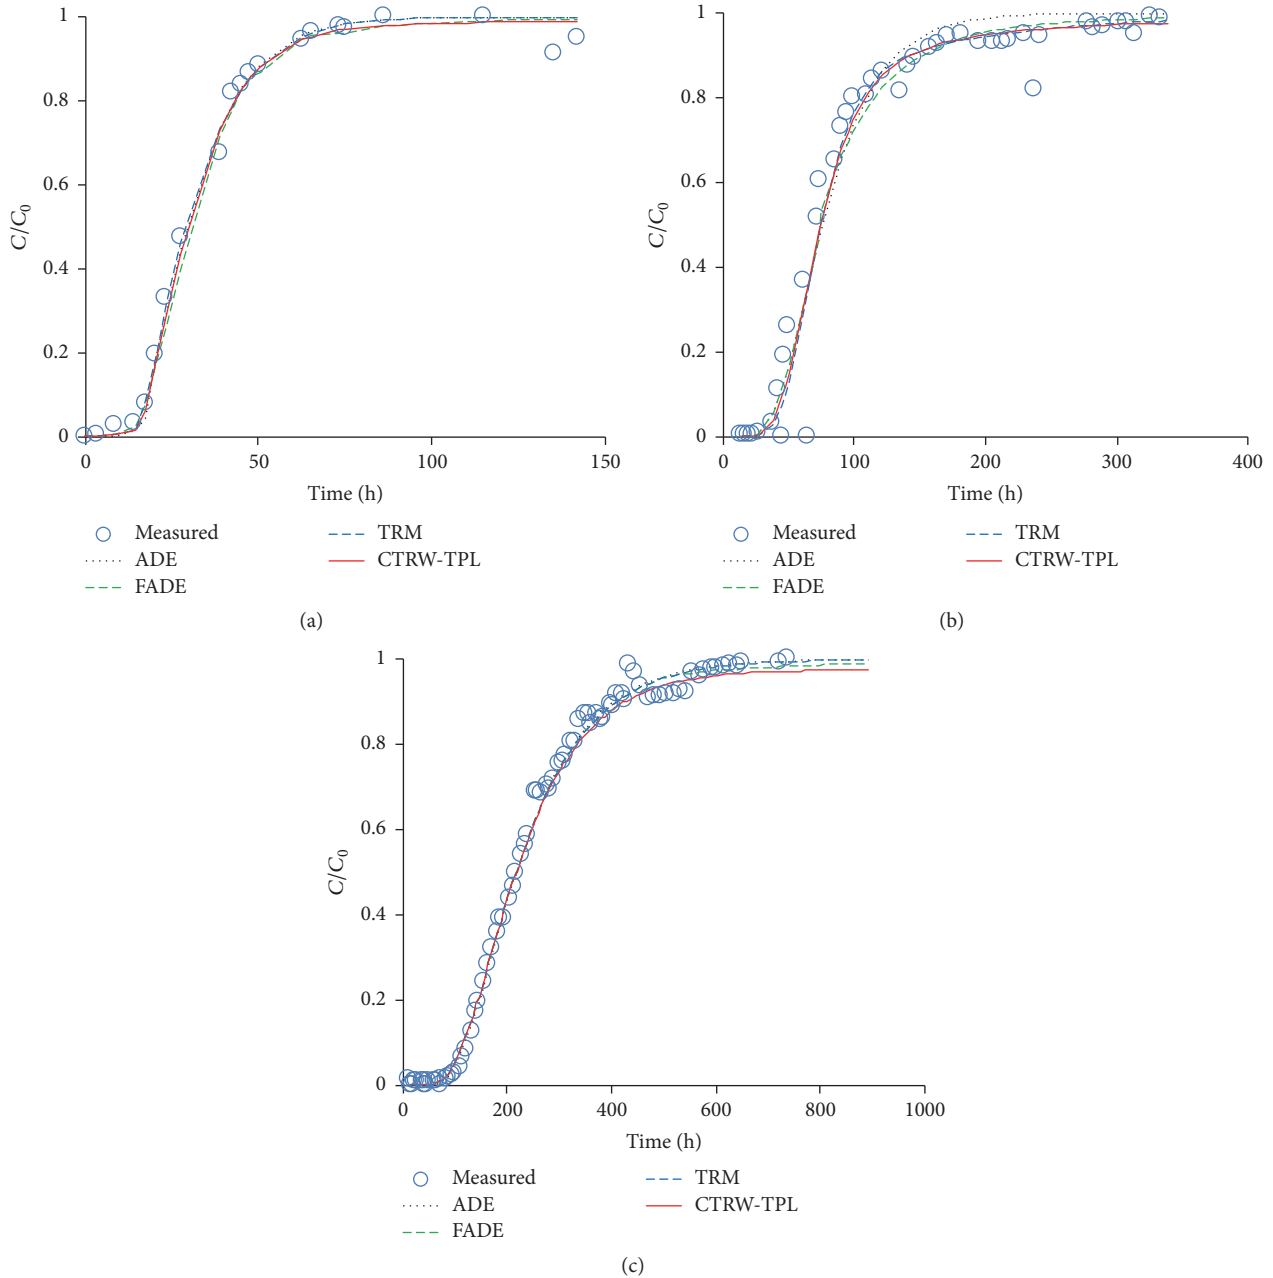 1
0.8
0.6
0.4
0.2
0
C/C0
0 50 100 150
Time (h)
Measured TRM
ADE CTRW-TPL
FADE
(a)
1
0.8
0.6
0.4
0.2
0
C/C0
0 100 200 300 400
Time (h)
Measured TRM
ADE CTRW-TPL
FADE
(b)
1
0.8
0.6
0.4
0.2
0
C/C0
0 200 400 600 800 1000
Time (h)
Measured TRM
ADE CTRW-TPL
FADE
(c)